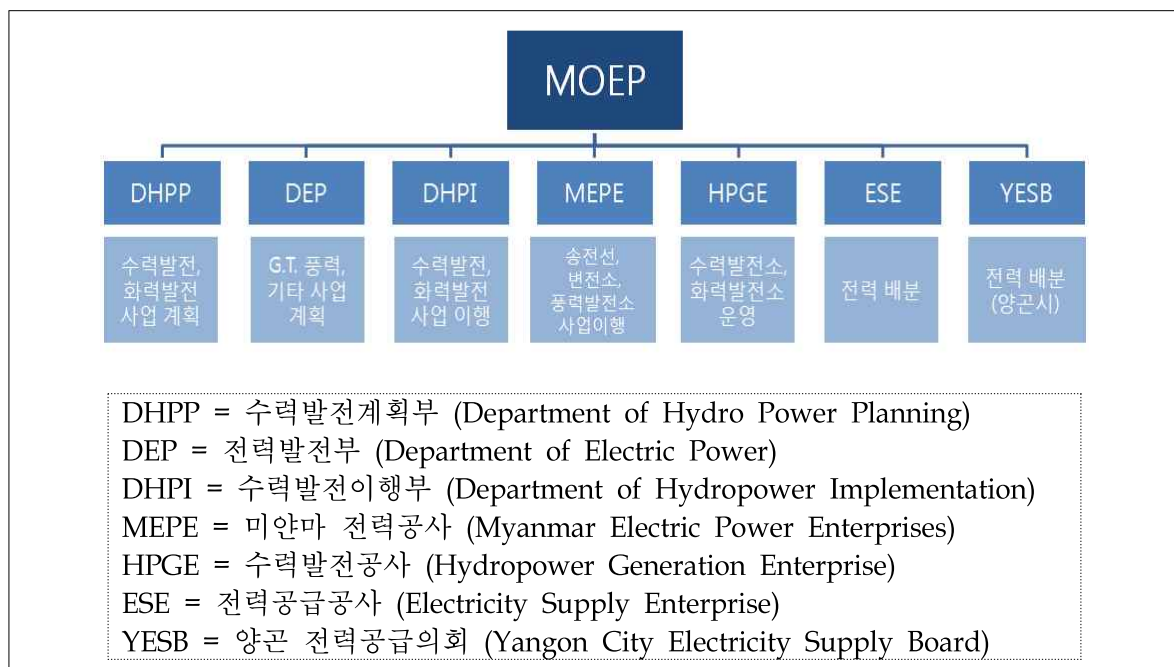 MOEP
DHPP
DEP
DHPI
MEPE
HPGE
ESE
YESB
수력발전,
화력발전
사업 계획
G.T. 풍력,
기타 사업
계획
수력발전,
화력발전
사업 이행
송전선,
변전소,
풍력발전소
사업이행
수력발전소,
화력발전소
운영
전력 배분
전력 배분
(양곤시)
DHPP = 수력발전계획부 (Department of Hydro Power Planning)
DEP = 전력발전부 (Department of Electric Power)
DHPI = 수력발전이행부 (Department of Hydropower Implementation)
MEPE = 미얀마 전력공사 (Myanmar Electric Power Enterprises)
HPGE = 수력발전공사 (Hydropower Generation Enterprise)
ESE = 전력공급공사 (Electricity Supply Enterprise)
YESB = 양곤 전력공급의회 (Yangon City Electricity Supply Board)